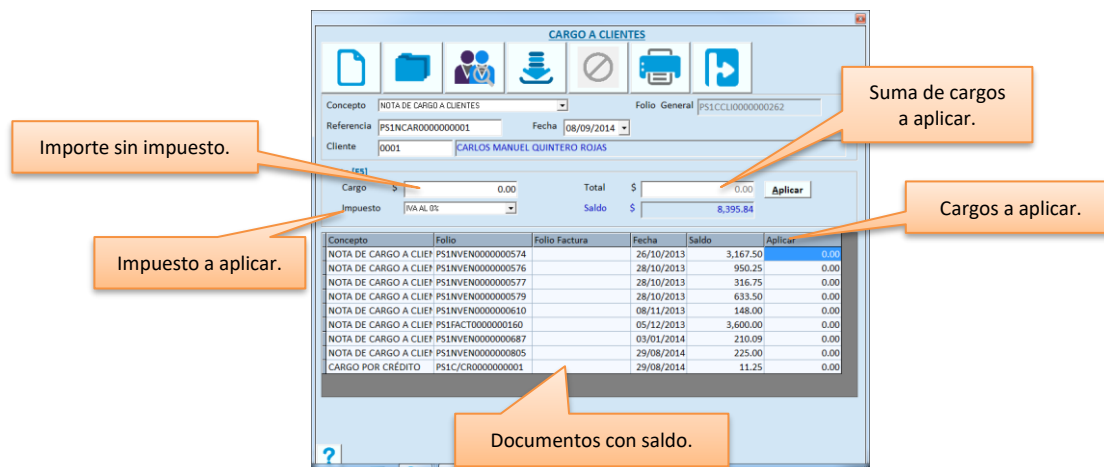 CARGO A CLIENTES
Concepto NOTA DE CARGO A CLIENTES Folio General PS1CCLI0000000262
Referencia PS1NCAR0000000001 Fecha 08/09/2014
Cliente 0001 CARLOS MANUEL QUINTERO ROJAS
[F5]
Cargo $ 0.00 Total $ 0.00 Aplicar
Impuesto IVA AL 0% Saldo $ 8,395.84
Concepto Folio Folio Factura Fecha Saldo Aplicar
NOTA DE CARGO A CLIEN PS1NVEN0000000574 26/10/2013 3,167.50 0.00
NOTA DE CARGO A CLIEN PS1NVEN0000000576 28/10/2013 950.25 0.00
NOTA DE CARGO A CLIEN PS1NVEN0000000577 28/10/2013 316.75 0.00
NOTA DE CARGO A CLIEN PS1NVEN0000000579 28/10/2013 633.50 0.00
NOTA DE CARGO A CLIEN PS1NVEN0000000610 08/11/2013 148.00 0.00
NOTA DE CARGO A CLIEN PS1FACT0000000160 05/12/2013 3,600.00 0.00
NOTA DE CARGO A CLIEN PS1NVEN0000000687 03/01/2014 210.09 0.00
NOTA DE CARGO A CLIEN PS1NVEN0000000805 29/08/2014 225.00 0.00
CARGO POR CRÉDITO PS1C/CR0000000001 29/08/2014 11.25 0.00
?
Importe sin impuesto.
Impuesto a aplicar.
Suma de cargos
a aplicar.
Cargos a aplicar.
Documentos con saldo.